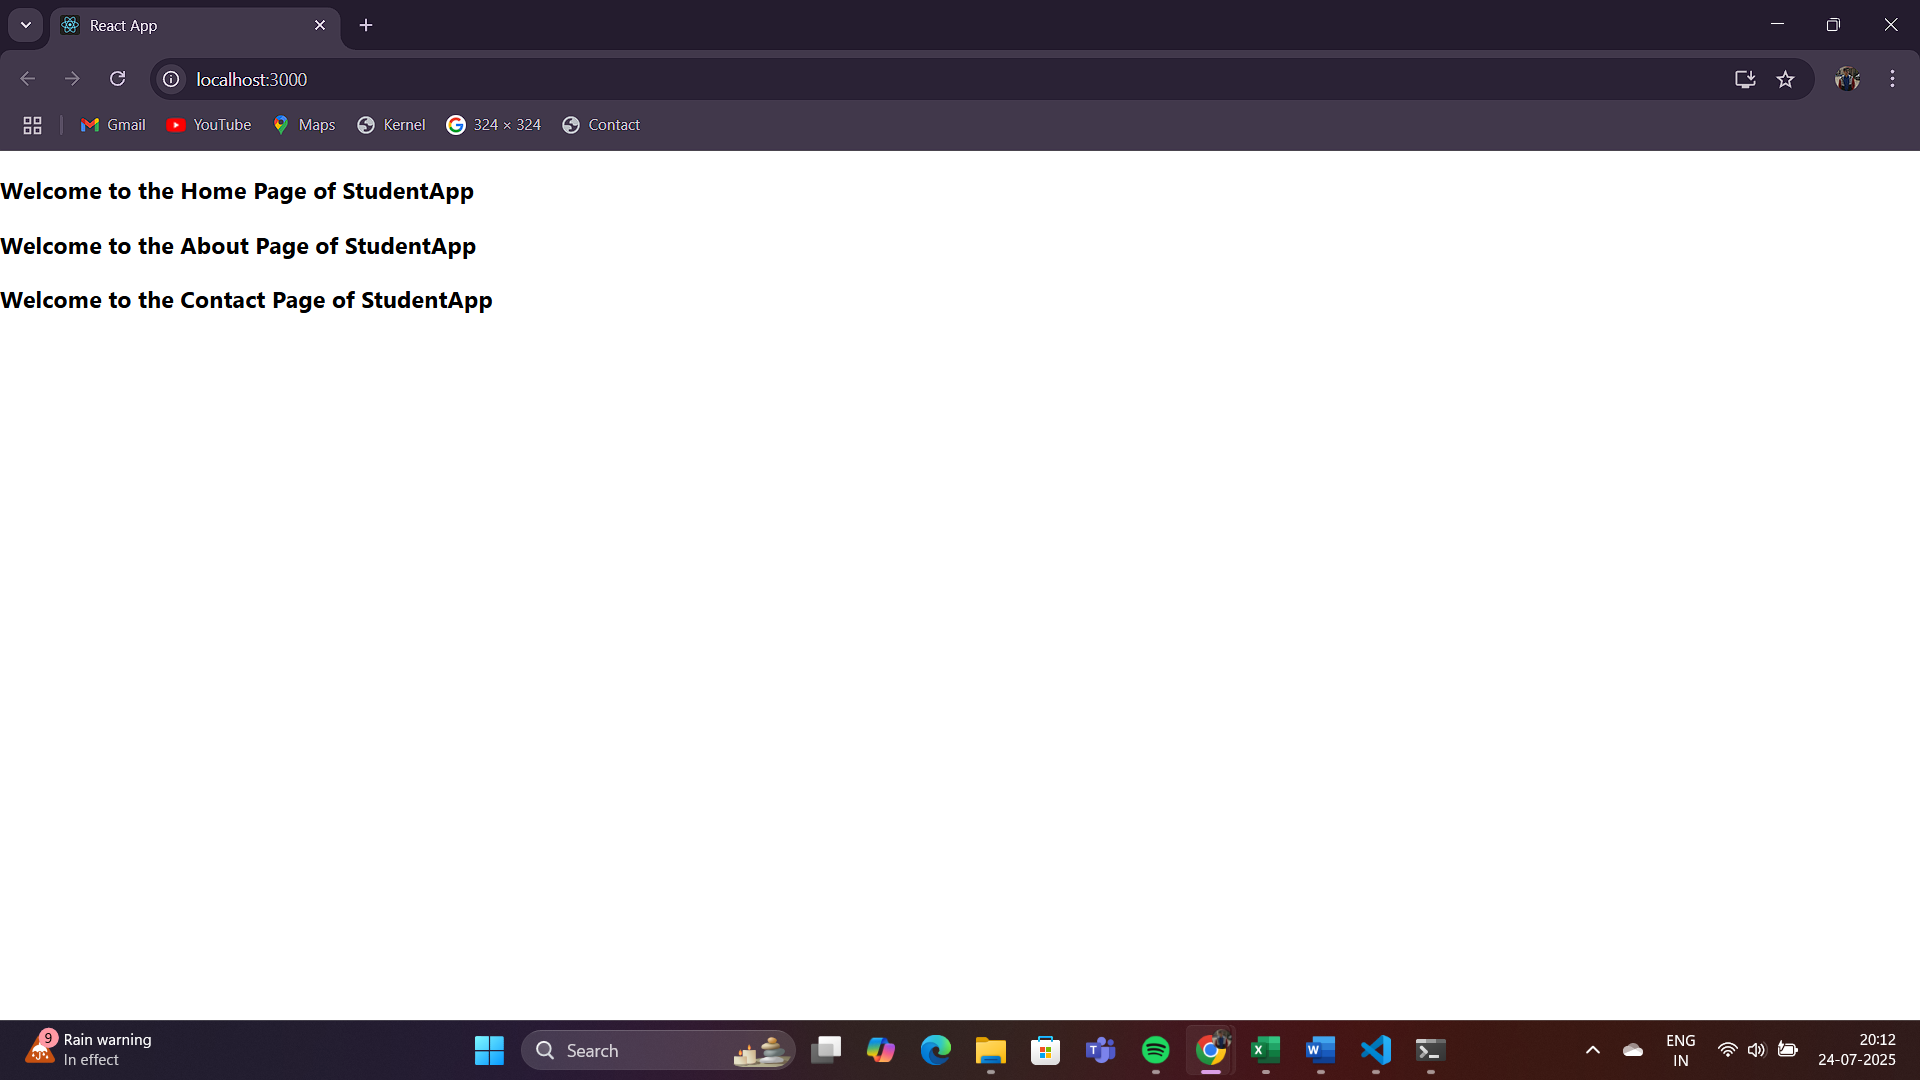 React App
localhost:3000
Gmail YouTube Maps Kernel 324 × 324 Contact
Welcome to the Home Page of StudentApp
Welcome to the About Page of StudentApp
Welcome to the Contact Page of StudentApp
9 Rain warning
In effect
Search
ENG
IN
20:12
24-07-2025